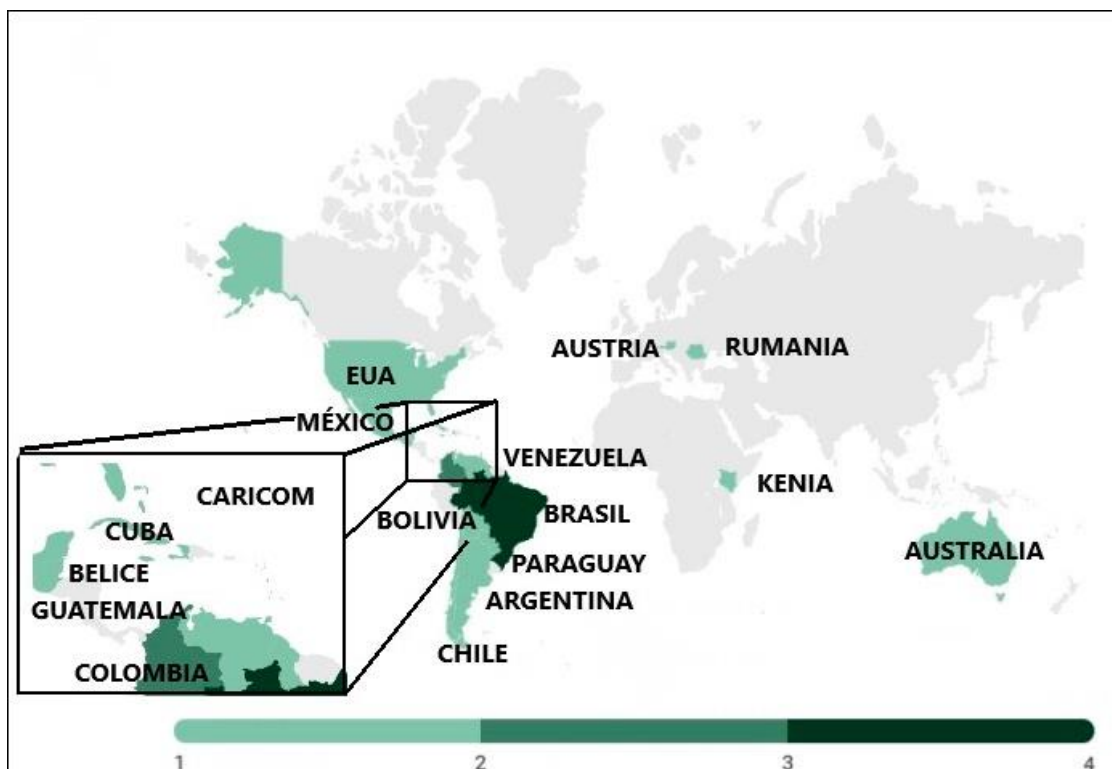 AUSTRIA
RUMANIA
EUA
MÉXICO
VENEZUELA
KENIA
CARICOM
BOLIVIA
BRASIL
CUBA
AUSTRALIA
BELICE
PARAGUAY
GUATEMALA
ARGENTINA
CHILE
COLOMBIA
1 2 3 4